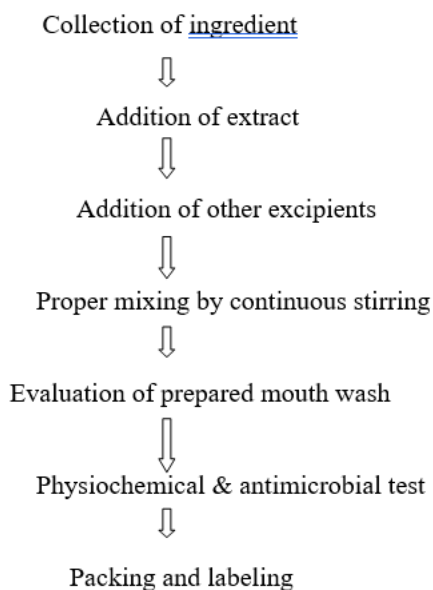 Collection of ingredient
Addition of extract
Addition of other excipients
Proper mixing by continuous stirring
Evaluation of prepared mouth wash
Physiochemical & antimicrobial test
Packing and labeling